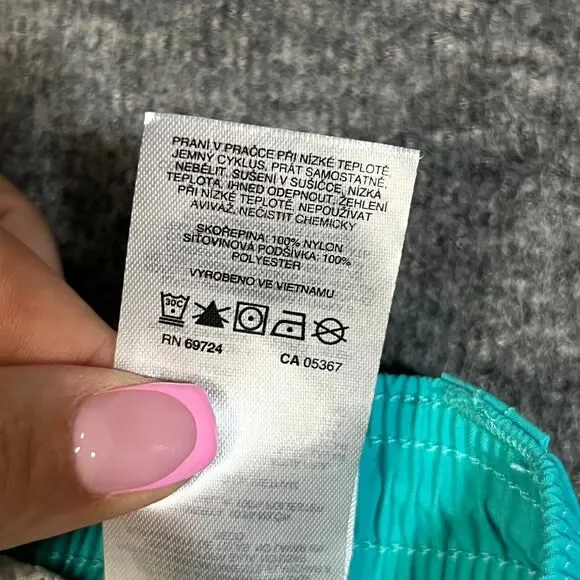 PRANÍ V PRAČCE PŘI NÍZKÉ TEPLOTĚ,
JEMNÝ CYKLUS, PRÁT SAMOSTATNĚ,
NEBĚLIT, SUŠENÍ V SUŠIČCE, NÍZKÁ
TEPLOTA, IHNED ODEPNOUT, ŽEHLENÍ
PŘI NÍZKÉ TEPLOTĚ, NEPOUŽÍVAT
AVIVÁŽ, NEČISTIT CHEMICKY
SKOŘEPINA: 100% NYLON
SÍŤOVINOVÁ PODŠÍVKA: 100%
POLYESTER
VYROBENO VE VIETNAMU
30C
RN 69724 CA 05367